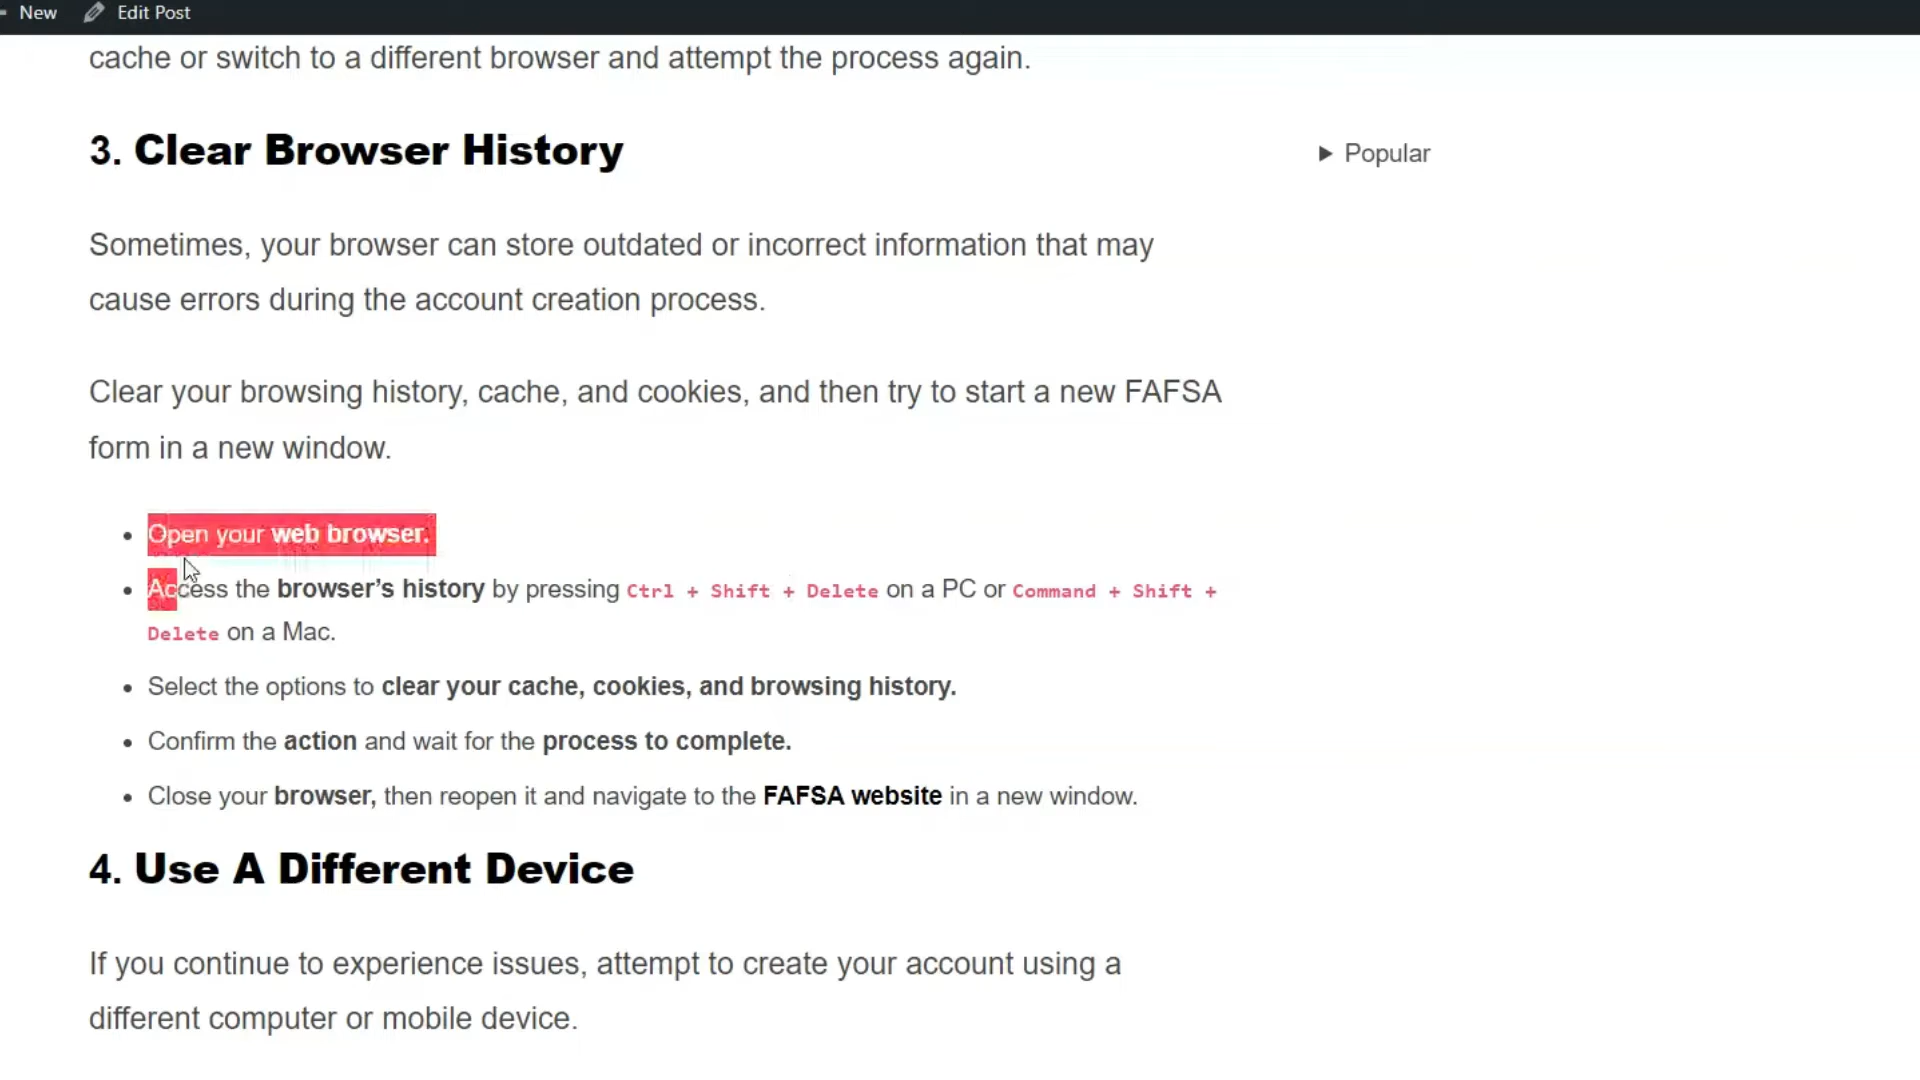 New Edit Post
cache or switch to a different browser and attempt the process again.
3. Clear Browser History
▶ Popular
Sometimes, your browser can store outdated or incorrect information that may
cause errors during the account creation process.
Clear your browsing history, cache, and cookies, and then try to start a new FAFSA
form in a new window.
• Open your web browser.
• Access the browser’s history by pressing Ctrl + Shift + Delete on a PC or Command + Shift +
Delete on a Mac.
• Select the options to clear your cache, cookies, and browsing history.
• Confirm the action and wait for the process to complete.
• Close your browser, then reopen it and navigate to the FAFSA website in a new window.
4. Use A Different Device
If you continue to experience issues, attempt to create your account using a
different computer or mobile device.